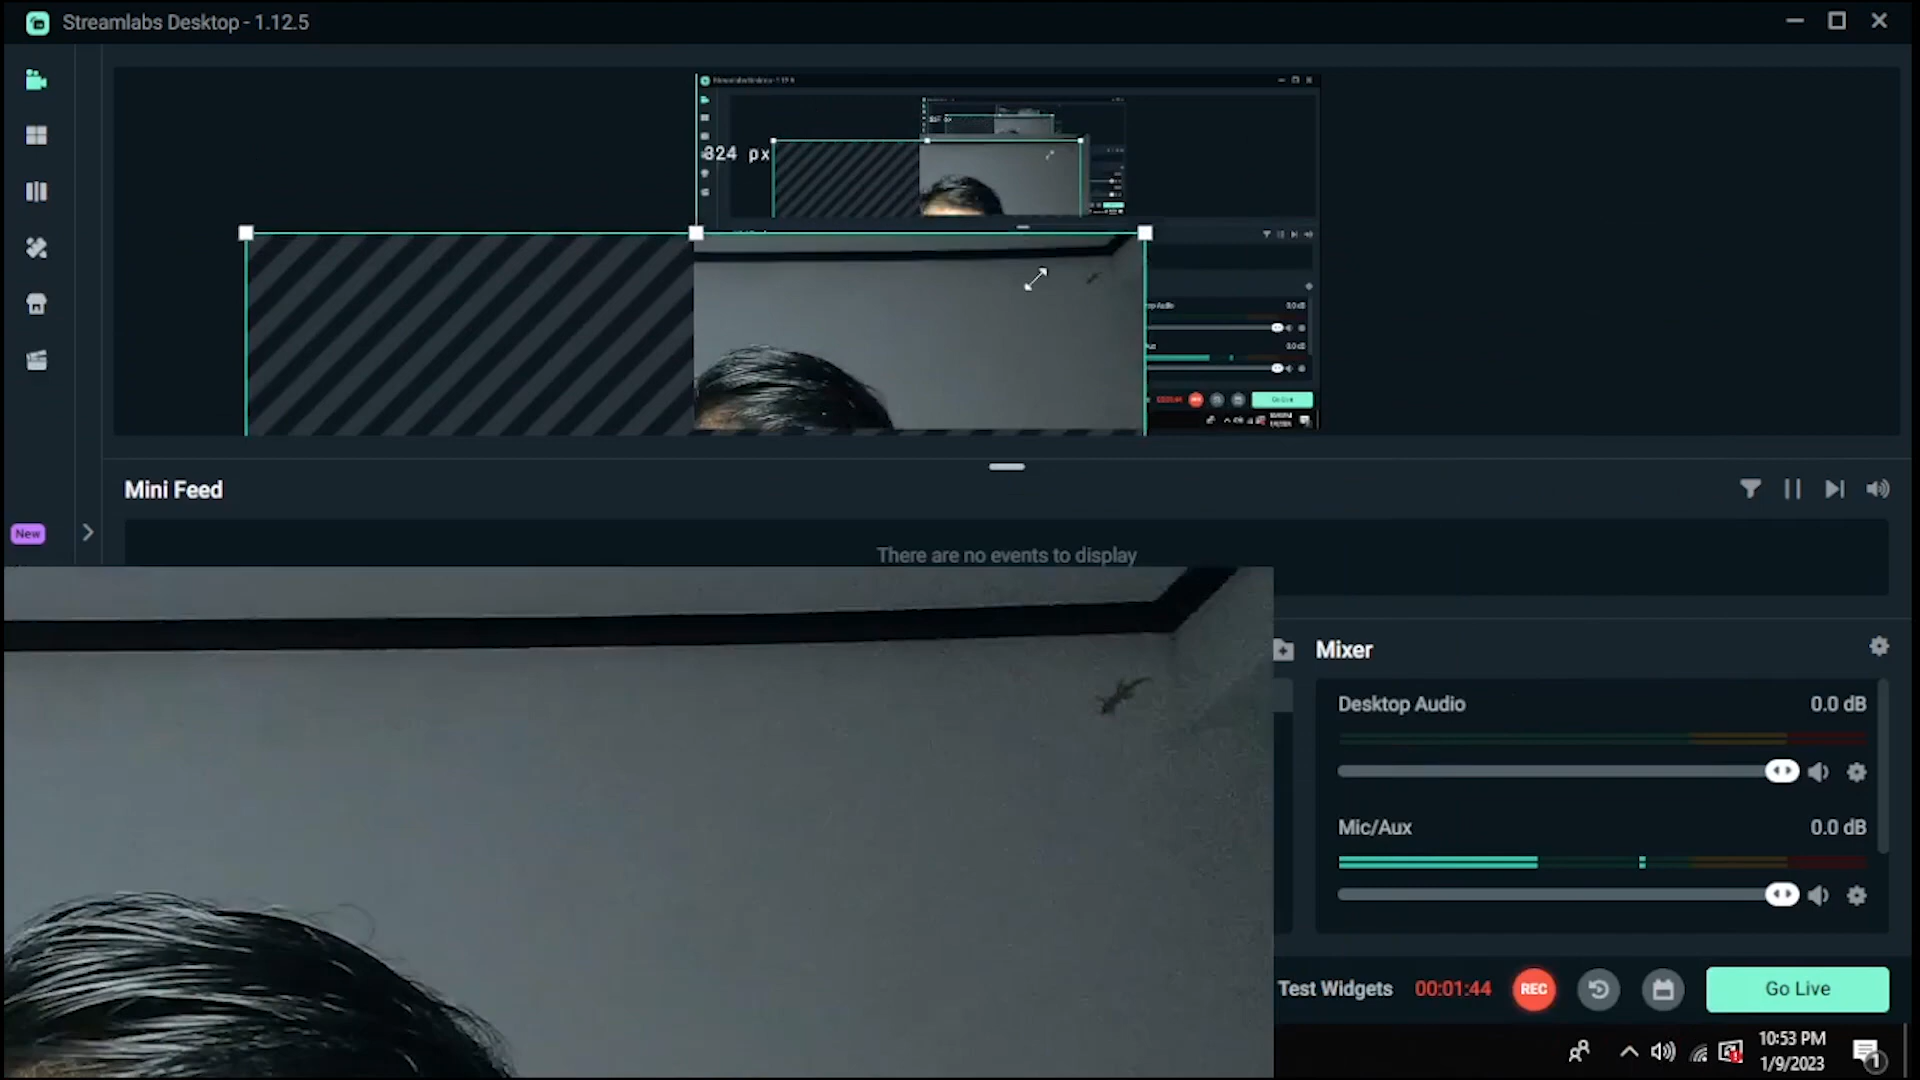 Streamlabs Desktop - 1.12.5
824 px
Mini Feed
New
There are no events to display
Mixer
Desktop Audio 0.0 dB
Mic/Aux 0.0 dB
Test Widgets 00:01:44 REC Go Live
10:53 PM
1/9/2023
1